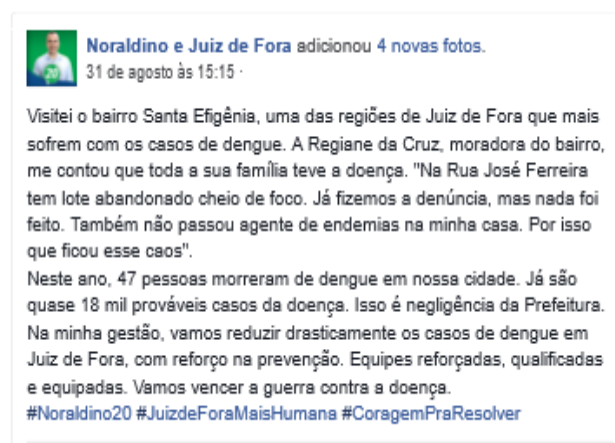 Noraldino e Juiz de Fora adicionou 4 novas fotos.
31 de agosto às 15:15 ·
20
Visitei o bairro Santa Efigênia, uma das regiões de Juiz de Fora que mais
sofrem com os casos de dengue. A Regiane da Cruz, moradora do bairro,
me contou que toda a sua família teve a doença. "Na Rua José Ferreira
tem lote abandonado cheio de foco. Já fizemos a denúncia, mas nada foi
feito. Também não passou agente de endemias na minha casa. Por isso
que ficou esse caos".
Neste ano, 47 pessoas morreram de dengue em nossa cidade. Já são
quase 18 mil prováveis casos da doença. Isso é negligência da Prefeitura.
Na minha gestão, vamos reduzir drasticamente os casos de dengue em
Juiz de Fora, com reforço na prevenção. Equipes reforçadas, qualificadas
e equipadas. Vamos vencer a guerra contra a doença.
#Noraldino20 #JuizdeForaMaisHumana #CoragemPraResolver